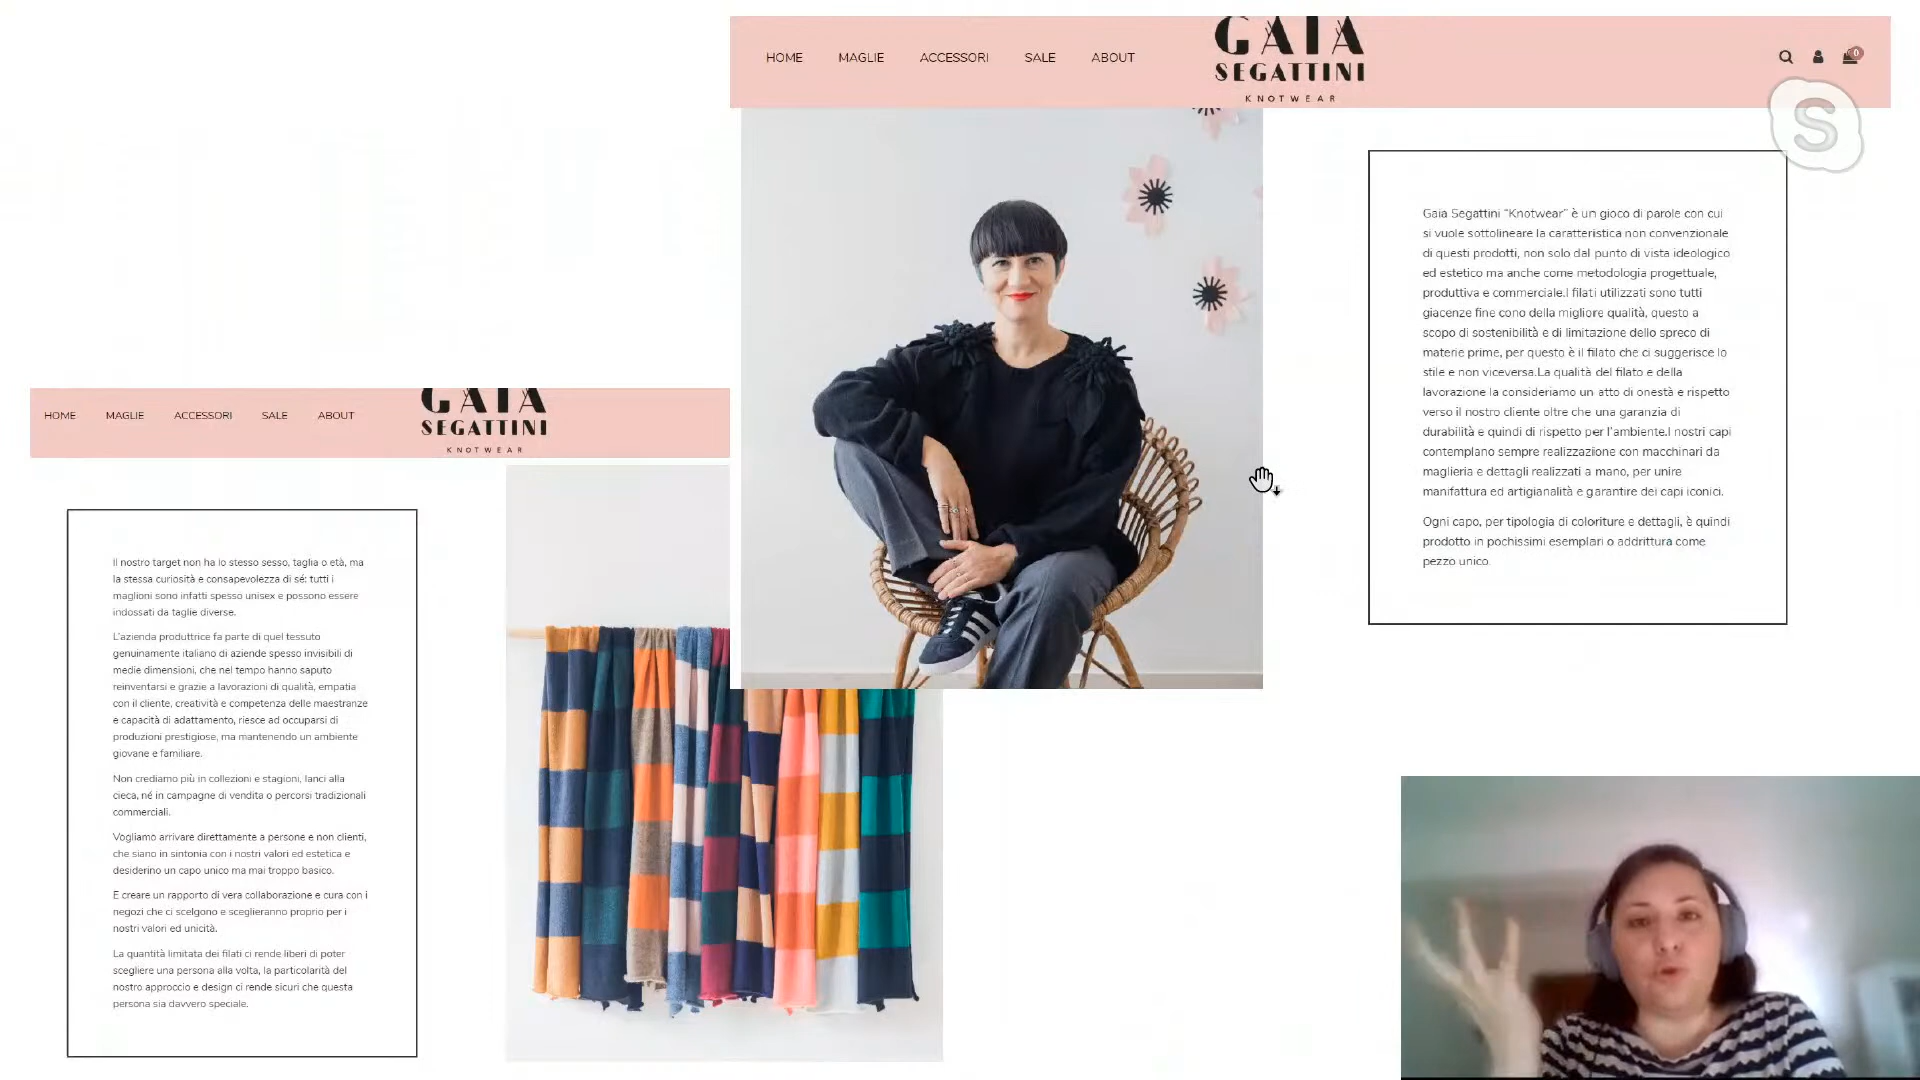 HOME MAGLIE ACCESSORI SALE ABOUT
GAIA
SEGATTINI
KNOTWEAR
0
S
Gaia Segattini “Knotwear” è un gioco di parole con cui
si vuole sottolineare la caratteristica non convenzionale
di questi prodotti, non solo dal punto di vista ideologico
ed estetico ma anche come metodologia progettuale,
produttiva e commerciale.I filati utilizzati sono tutti
giacenze fine cono della migliore qualità, questo a
scopo di sostenibilità e di limitazione dello spreco di
materie prime, per questo è il filato che ci suggerisce lo
stile e non viceversa.La qualità del filato e della
lavorazione la consideriamo un atto di onestà e rispetto
verso il nostro cliente oltre che una garanzia di
durabilità e quindi di rispetto per l’ambiente.I nostri capi
contemplano sempre realizzazione con macchinari da
maglieria e dettagli realizzati a mano, per unire
manifattura ed artigianalità e garantire dei capi iconici.
Ogni capo, per tipologia di coloriture e dettagli, è quindi
prodotto in pochissimi esemplari o addirittura come
pezzo unico.
HOME MAGLIE ACCESSORI SALE ABOUT
GAIA
SEGATTINI
KNOTWEAR
Il nostro target non ha lo stesso sesso, taglia o età, ma
la stessa curiosità e consapevolezza di sé: tutti i
maglioni sono infatti spesso unisex e possono essere
indossati da taglie diverse.
L’azienda produttrice fa parte di quel tessuto
genuinamente italiano di aziende spesso invisibili di
medie dimensioni, che nel tempo hanno saputo
reinventarsi e grazie a lavorazioni di qualità, empatia
con il cliente, creatività e competenza delle maestranze
e capacità di adattamento, riesce ad occuparsi di
produzioni prestigiose, ma mantenendo un ambiente
giovane e familiare.
Non crediamo più in collezioni e stagioni, lanci alla
cieca, né in campagne di vendita o percorsi tradizionali
commerciali.
Vogliamo arrivare direttamente a persone e non clienti,
che siano in sintonia con i nostri valori ed estetica e
desiderino un capo unico ma mai troppo basico.
E creare un rapporto di vera collaborazione e cura con i
negozi che ci scelgono e sceglieranno proprio per i
nostri valori ed unicità.
La quantità limitata dei filati ci rende liberi di poter
scegliere una persona alla volta, la particolarità del
nostro approccio e design ci rende sicuri che questa
persona sia davvero speciale.